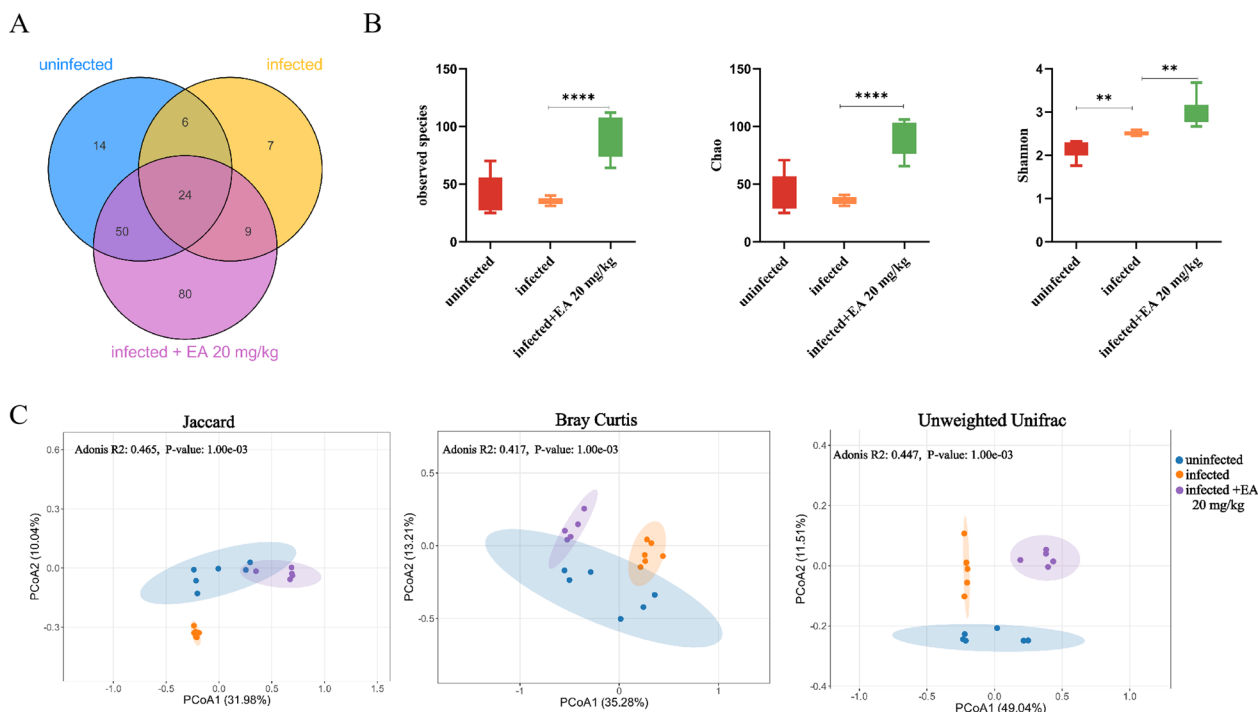 A
uninfected
infected
6
14
7
24
50
9
80
infected + EA 20 mg/kg
B
observed species
150
100
50
0
****
uninfected
infected
infected+EA 20 mg/kg
Chao
150
100
50
0
****
uninfected
infected
infected+EA 20 mg/kg
Shannon
4
3
2
1
0
**
**
uninfected
infected
infected+EA 20 mg/kg
C
Jaccard
Adonis R2: 0.465, P-value: 1.00e-03
PCoA2 (10.04%)
0.6
0.3
0.0
-0.3
-1.0
-0.5
0.0
0.5
1.0
1.5
PCoA1 (31.98%)
Bray Curtis
Adonis R2: 0.417, P-value: 1.00e-03
PCoA2 (13.21%)
0.5
0.0
-0.5
-1
0
1
PCoA1 (35.28%)
Unweighted Unifrac
Adonis R2: 0.447, P-value: 1.00e-03
PCoA2 (11.51%)
0.4
0.2
0.0
-0.2
-0.4
-1.0
-0.5
0.0
0.5
1.0
PCoA1 (49.04%)
uninfected
infected
infected +EA
20 mg/kg